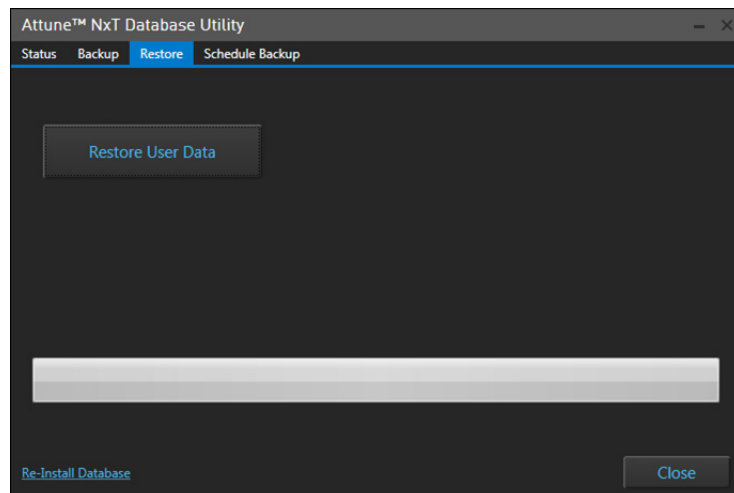 Attune™ NxT Database Utility
Status Backup Restore Schedule Backup
Restore User Data
Re-Install Database
Close